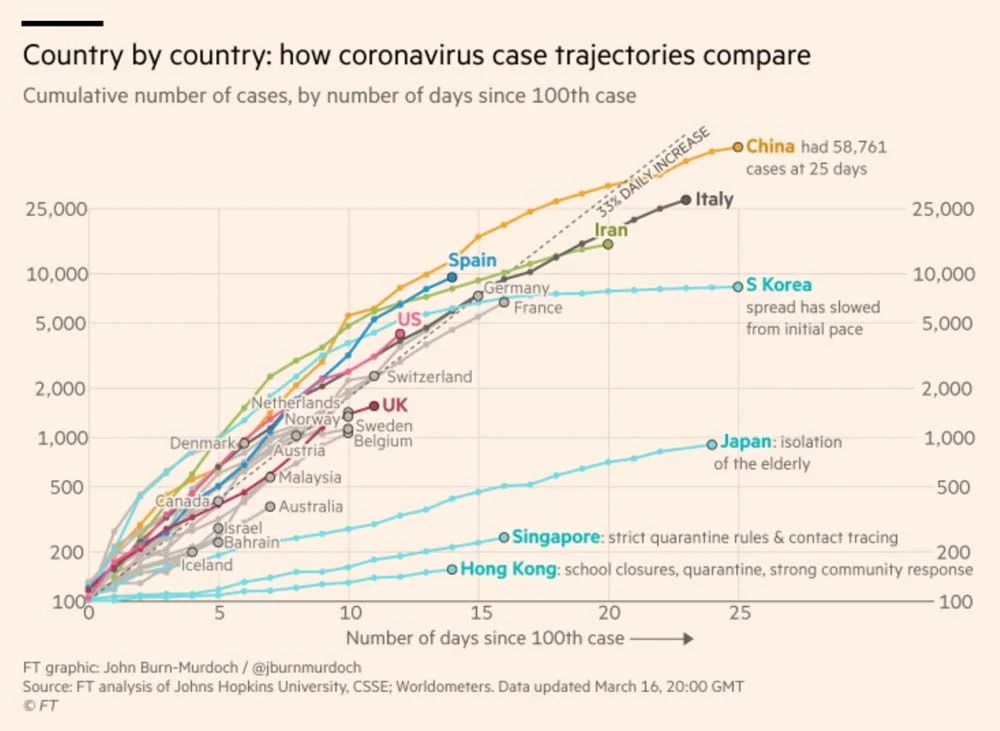 Country by country: how coronavirus case trajectories compare
Cumulative number of cases, by number of days since 100th case
33% DAILY INCREASE
China had 58,761
cases at 25 days
25,000
Italy
25,000
Iran
Spain
10,000
10,000
Germany
S Korea
France
spread has slowed
from initial pace
US
5,000
5,000
Switzerland
2,000
2,000
Netherlands
UK
Norway
Sweden
Denmark
1,000
Belgium
1,000
Japan: isolation
of the elderly
Austria
Malaysia
500
500
Canada
Australia
Israel
Singapore: strict quarantine rules & contact tracing
Bahrain
200
200
Iceland
Hong Kong: school closures, quarantine, strong community response
100
100
0
5
10
15
20
25
Number of days since 100th case
FT graphic: John Burn-Murdoch / @jburnmurdoch
Source: FT analysis of Johns Hopkins University, CSSE; Worldometers. Data updated March 16, 20:00 GMT
© FT